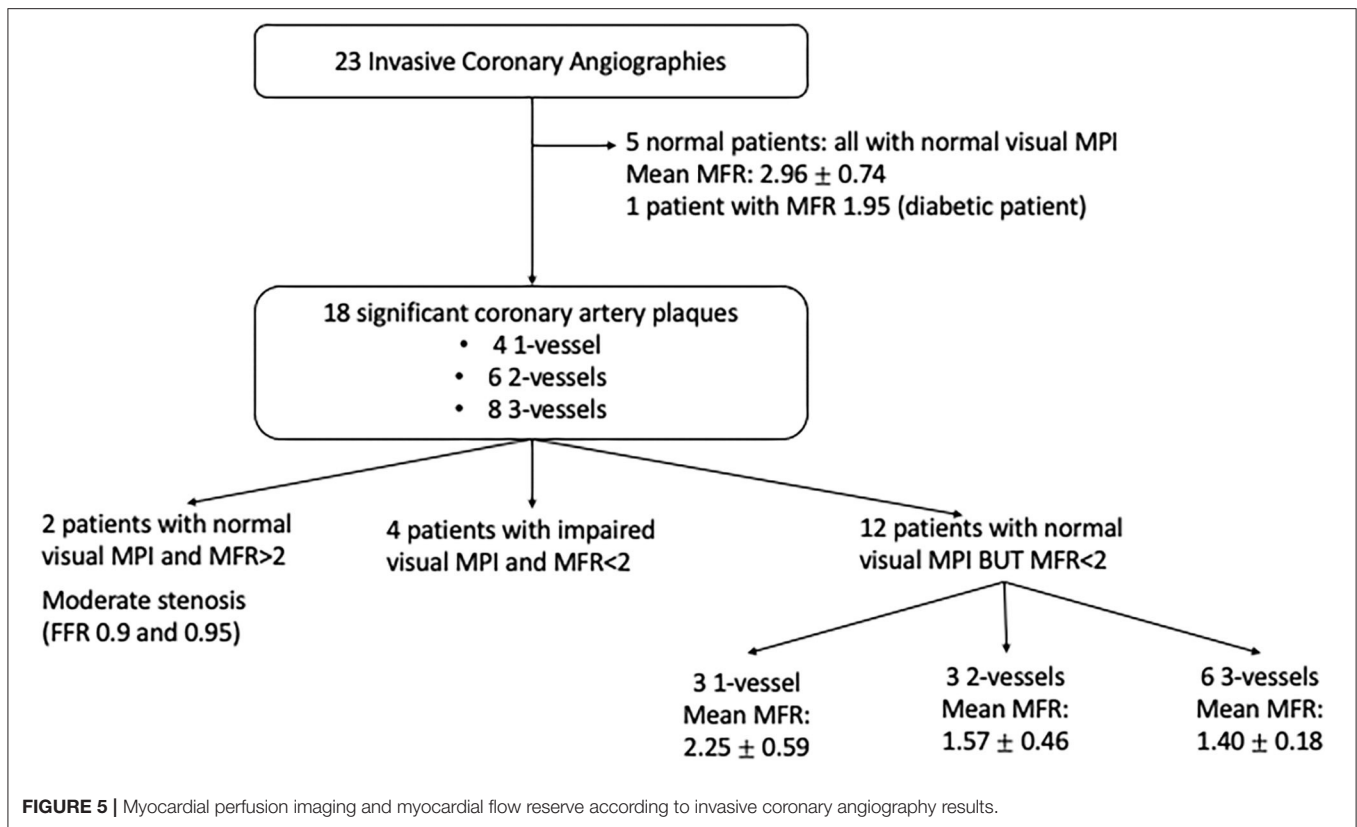 23 Invasive Coronary Angiographies
5 normal patients: all with normal visual MPI
Mean MFR: 2.96 ± 0.74
1 patient with MFR 1.95 (diabetic patient)
18 significant coronary artery plaques
• 4 1-vessel
• 6 2-vessels
• 8 3-vessels
2 patients with normal
visual MPI and MFR>2
Moderate stenosis
(FFR 0.9 and 0.95)
4 patients with impaired
visual MPI and MFR<2
12 patients with normal
visual MPI BUT MFR<2
3 1-vessel
Mean MFR:
2.25 ± 0.59
3 2-vessels
Mean MFR:
1.57 ± 0.46
6 3-vessels
Mean MFR:
1.40 ± 0.18
FIGURE 5 | Myocardial perfusion imaging and myocardial flow reserve according to invasive coronary angiography results.